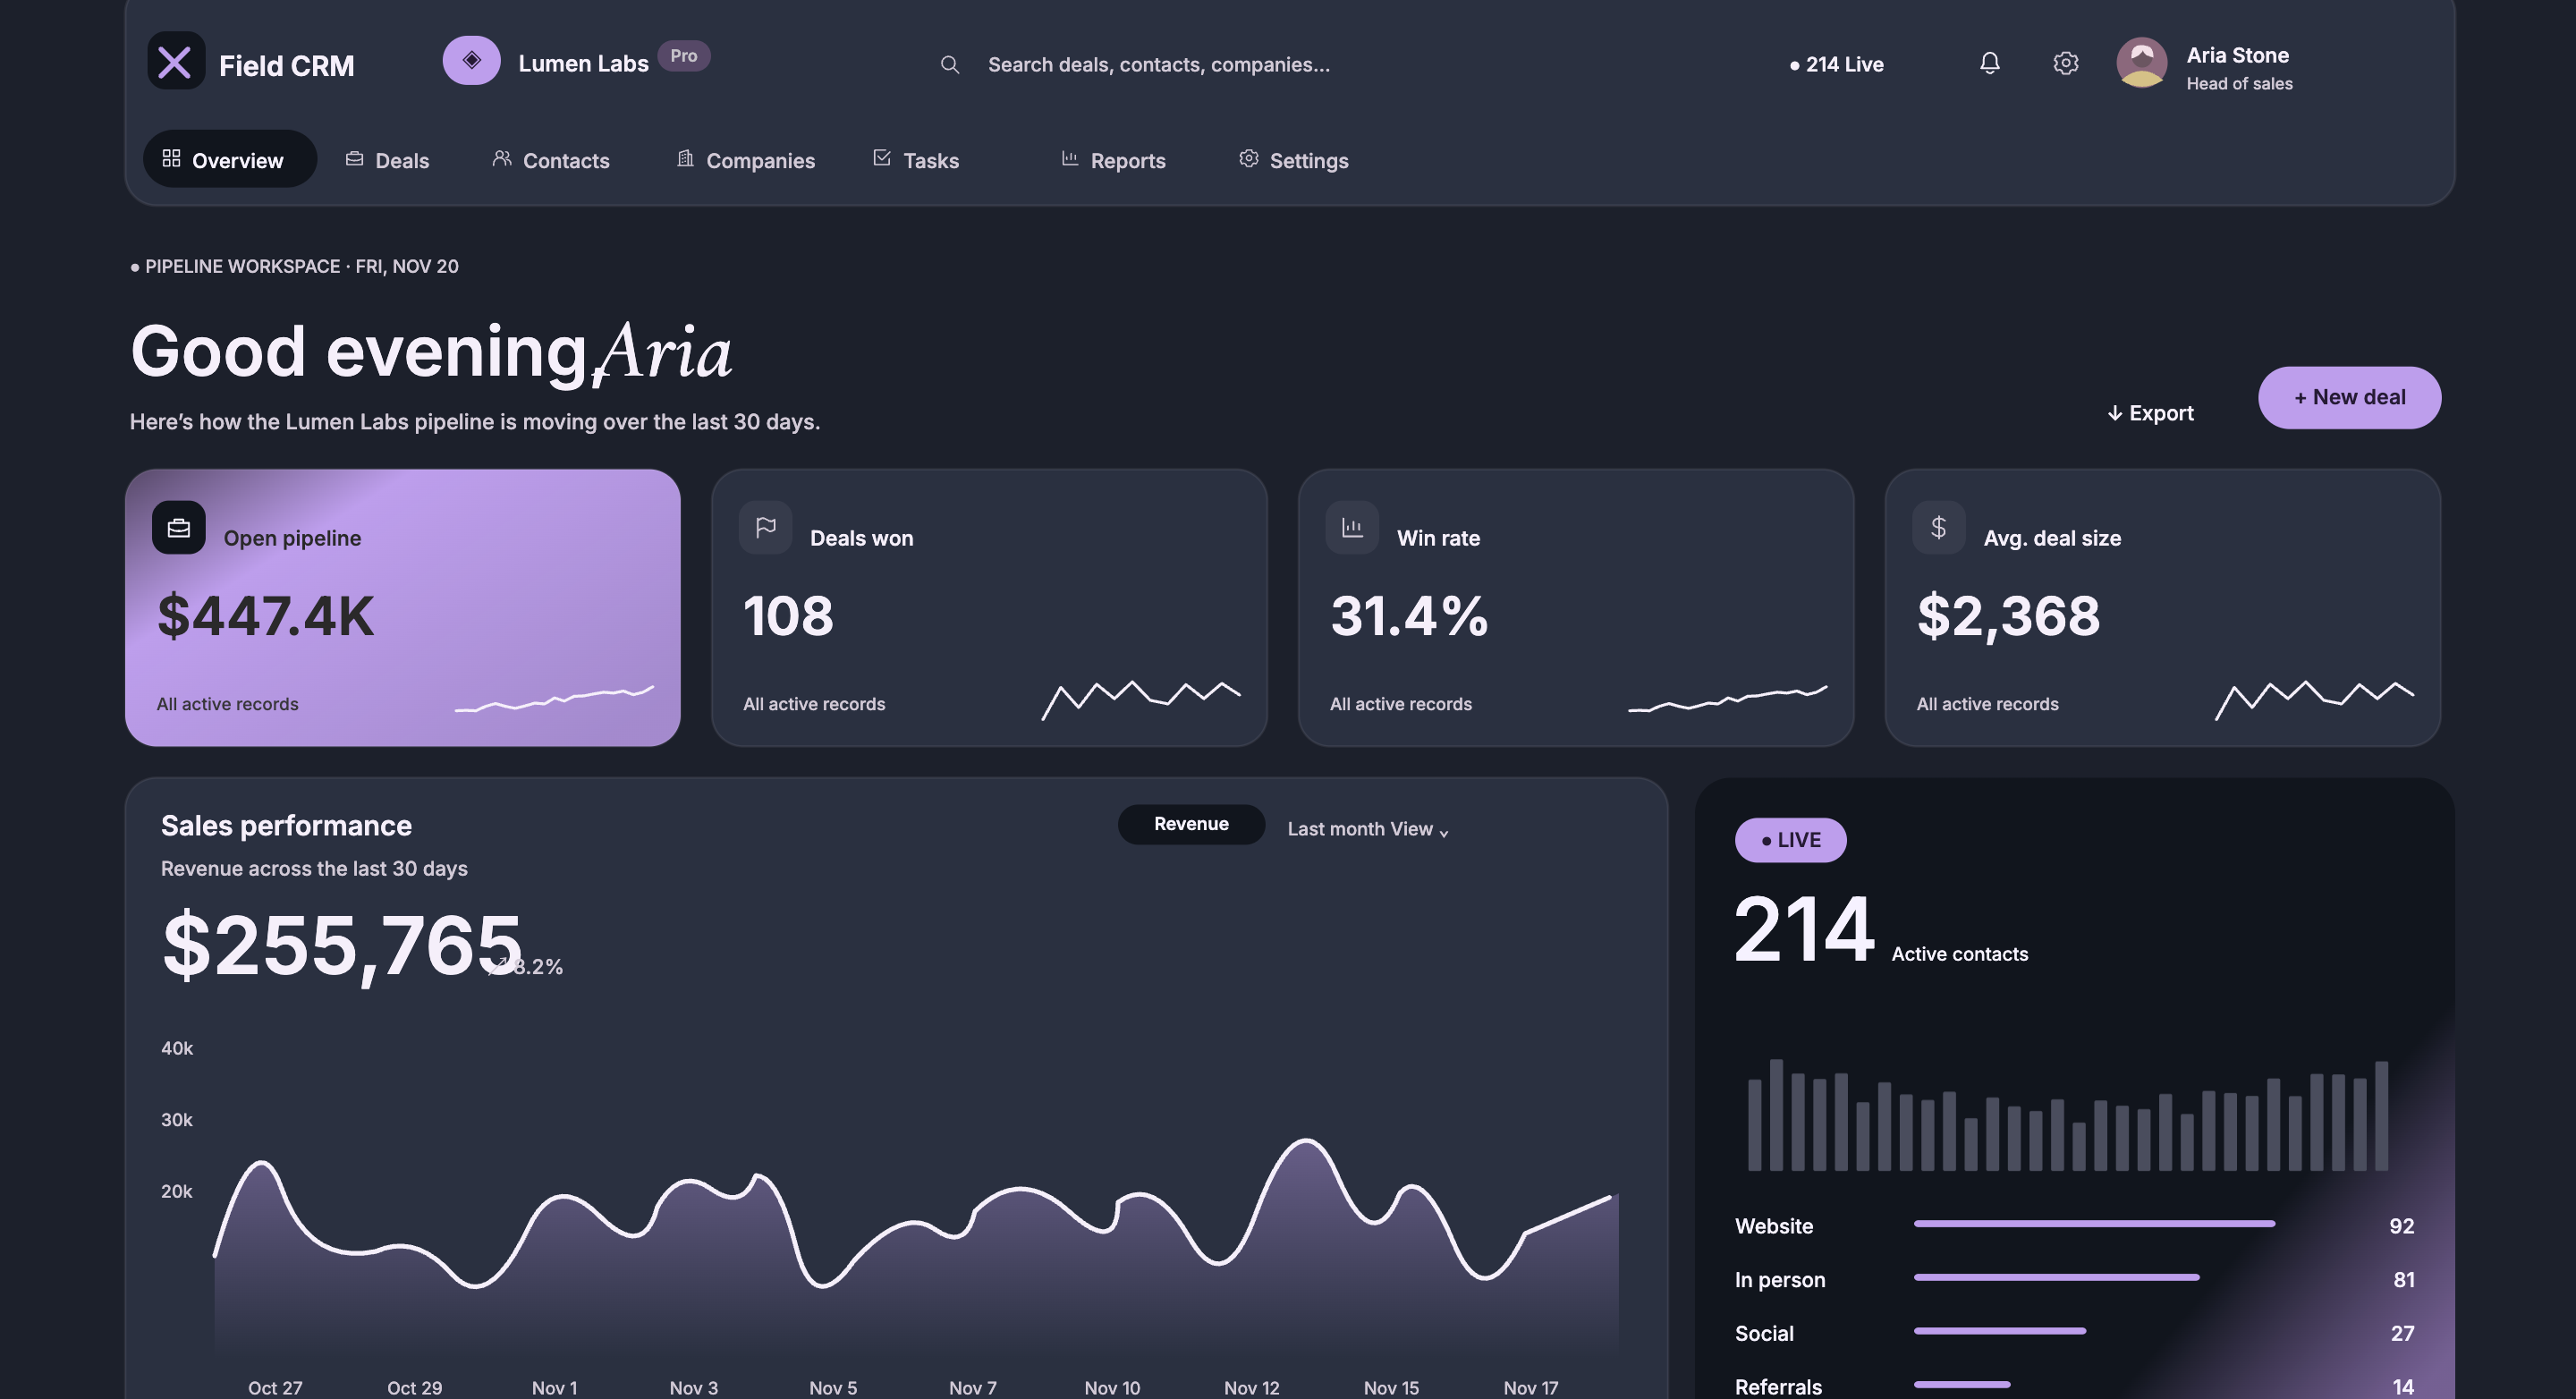 Field CRM
Lumen Labs Pro
Search deals, contacts, companies...
• 214 Live
Aria Stone
Head of sales
Overview
Deals
Contacts
Companies
Tasks
Reports
Settings
• PIPELINE WORKSPACE · FRI, NOV 20
Good evening, Aria
Here’s how the Lumen Labs pipeline is moving over the last 30 days.
↓ Export
+ New deal
Open pipeline
$447.4K
All active records
Deals won
108
All active records
Win rate
31.4%
All active records
Avg. deal size
$2,368
All active records
Sales performance
Revenue across the last 30 days
Revenue
Last month View
$255,765
↗ 8.2%
40k
30k
20k
Oct 27
Oct 29
Nov 1
Nov 3
Nov 5
Nov 7
Nov 10
Nov 12
Nov 15
Nov 17
• LIVE
214 Active contacts
Website 92
In person 81
Social 27
Referrals 14